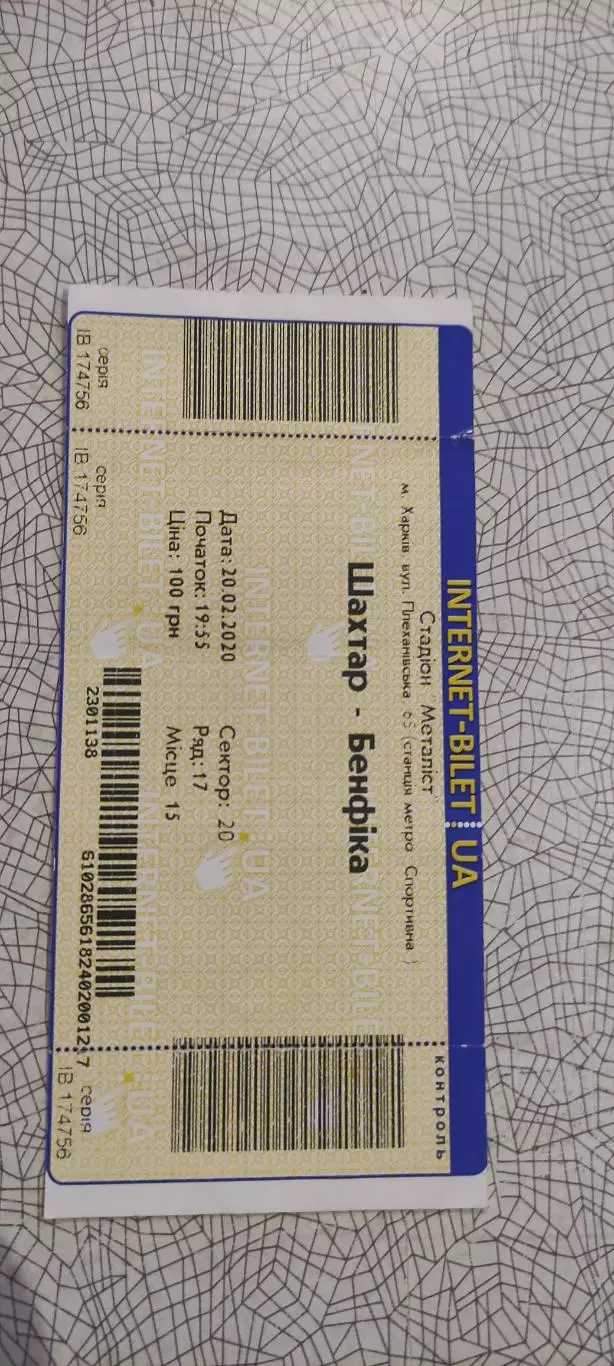 INTERNET-BILET.UA
контроль
Стадіон "Металіст"
м. Харків вул. Плеханівська 65 (станція метро Спортивна )
Шахтар - Бенфіка
Дата: 20.02.2020 Сектор: 20
Початок: 19:55 Ряд: 17
Ціна: 100 грн Місце 15
серія
IB 174756
серія
IB 174756
2301138
серія
IB 174756